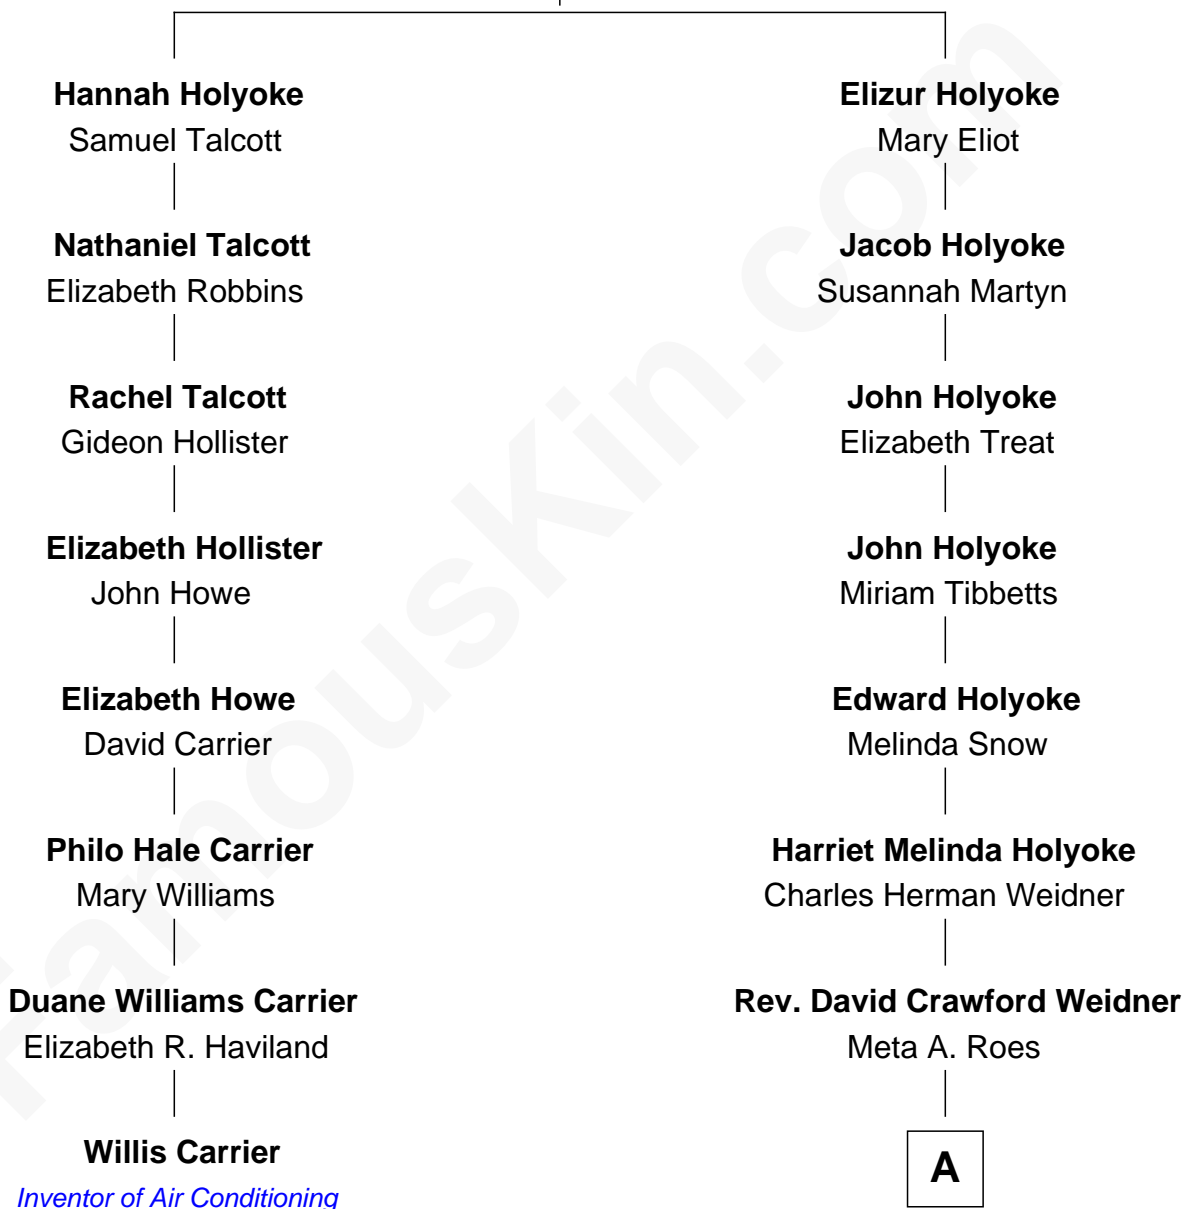 Hannah Holyoke
Samuel Talcott
Nathaniel Talcott
Elizabeth Robbins
Rachel Talcott
Gideon Hollister
Elizabeth Hollister
John Howe
Elizabeth Howe
David Carrier
Philo Hale Carrier
Mary Williams
Duane Williams Carrier
Elizabeth R. Haviland
Willis Carrier
Inventor of Air Conditioning
Elizur Holyoke
Mary Eliot
Jacob Holyoke
Susannah Martyn
John Holyoke
Elizabeth Treat
John Holyoke
Miriam Tibbetts
Edward Holyoke
Melinda Snow
Harriet Melinda Holyoke
Charles Herman Weidner
Rev. David Crawford Weidner
Meta A. Roes
A
FamousKin.com